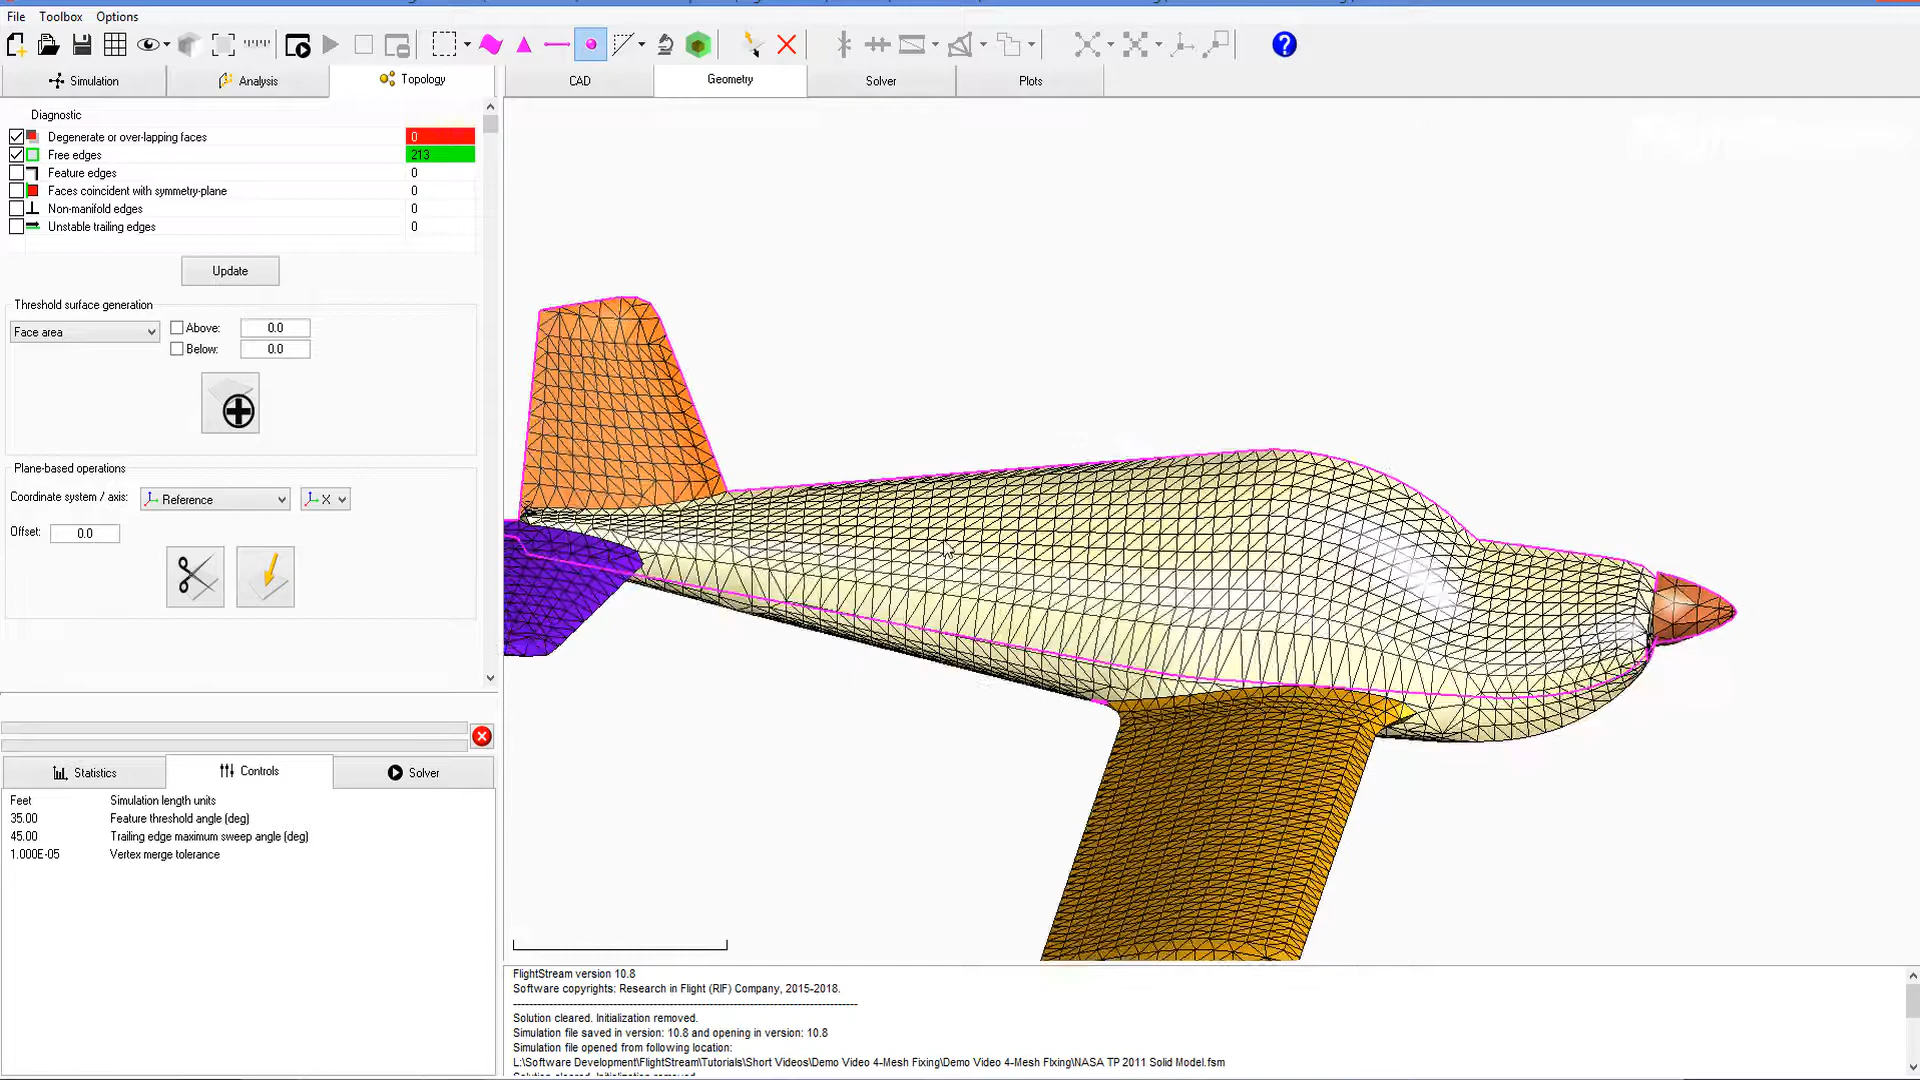 File Toolbox Options
Simulation Analysis Topology
CAD Geometry Solver Plots
Diagnostic
Degenerate or over-lapping faces 0
Free edges 213
Feature edges 0
Faces coincident with symmetry-plane 0
Non-manifold edges 0
Unstable trailing edges 0
Update
Threshold surface generation
Face area Above: 0.0
Below: 0.0
Plane-based operations
Coordinate system / axis: Reference X
Offset: 0.0
Statistics Controls Solver
Feet Simulation length units
35.00 Feature threshold angle (deg)
45.00 Trailing edge maximum sweep angle (deg)
1.000E-05 Vertex merge tolerance
FlightStream version 10.8
Software copyrights: Research in Flight (RIF) Company, 2015-2018.
Solution cleared. Initialization removed.
Simulation file saved in version: 10.8 and opening in version: 10.8
Simulation file opened from following location:
L:\Software Development\FlightStream\Tutorials\Short Videos\Demo Video 4-Mesh Fixing\Demo Video 4-Mesh FIxing\NASA TP 2011 Solid Model.fsm
Solution cleared. Initialization removed.